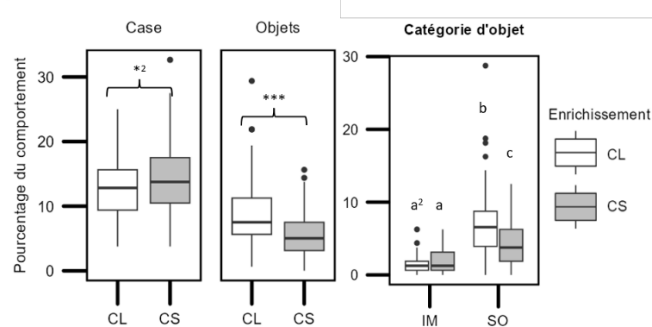 Case
Objets
Catégorie d'objet
Pourcentage du comportement
30
20
10
0
*²
***
CL
CS
CL
CS
30
20
10
0
a²
a
b
c
IM
SO
Enrichissement
CL
CS